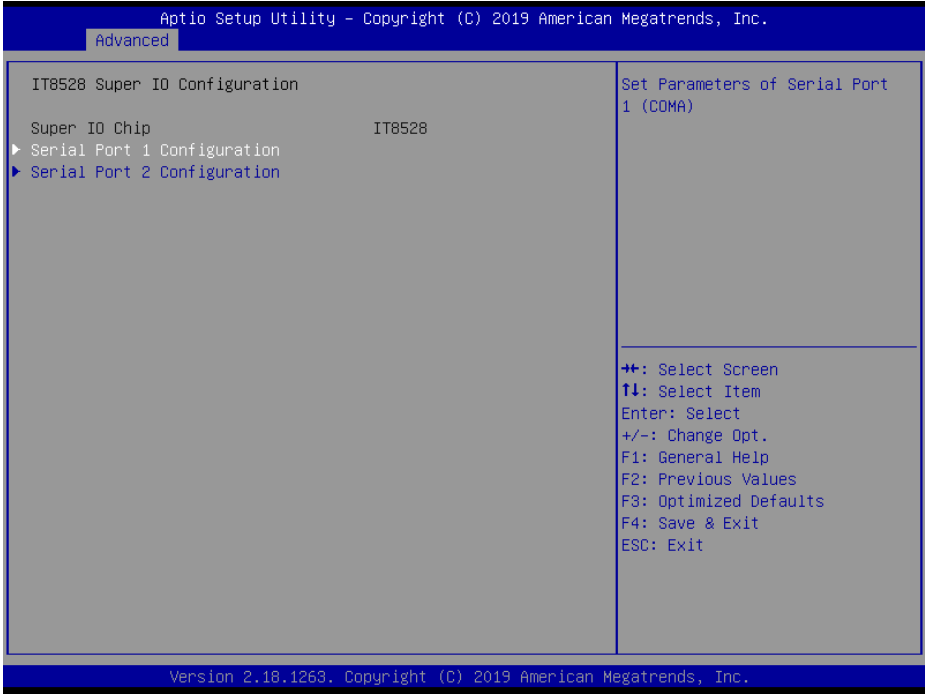 Aptio Setup Utility – Copyright (C) 2019 American Megatrends, Inc.
Advanced
IT8528 Super IO Configuration
Super IO Chip IT8528
► Serial Port 1 Configuration
► Serial Port 2 Configuration
Set Parameters of Serial Port
1 (COMA)
→←: Select Screen
↑↓: Select Item
Enter: Select
+/-: Change Opt.
F1: General Help
F2: Previous Values
F3: Optimized Defaults
F4: Save & Exit
ESC: Exit
Version 2.18.1263. Copyright (C) 2019 American Megatrends, Inc.